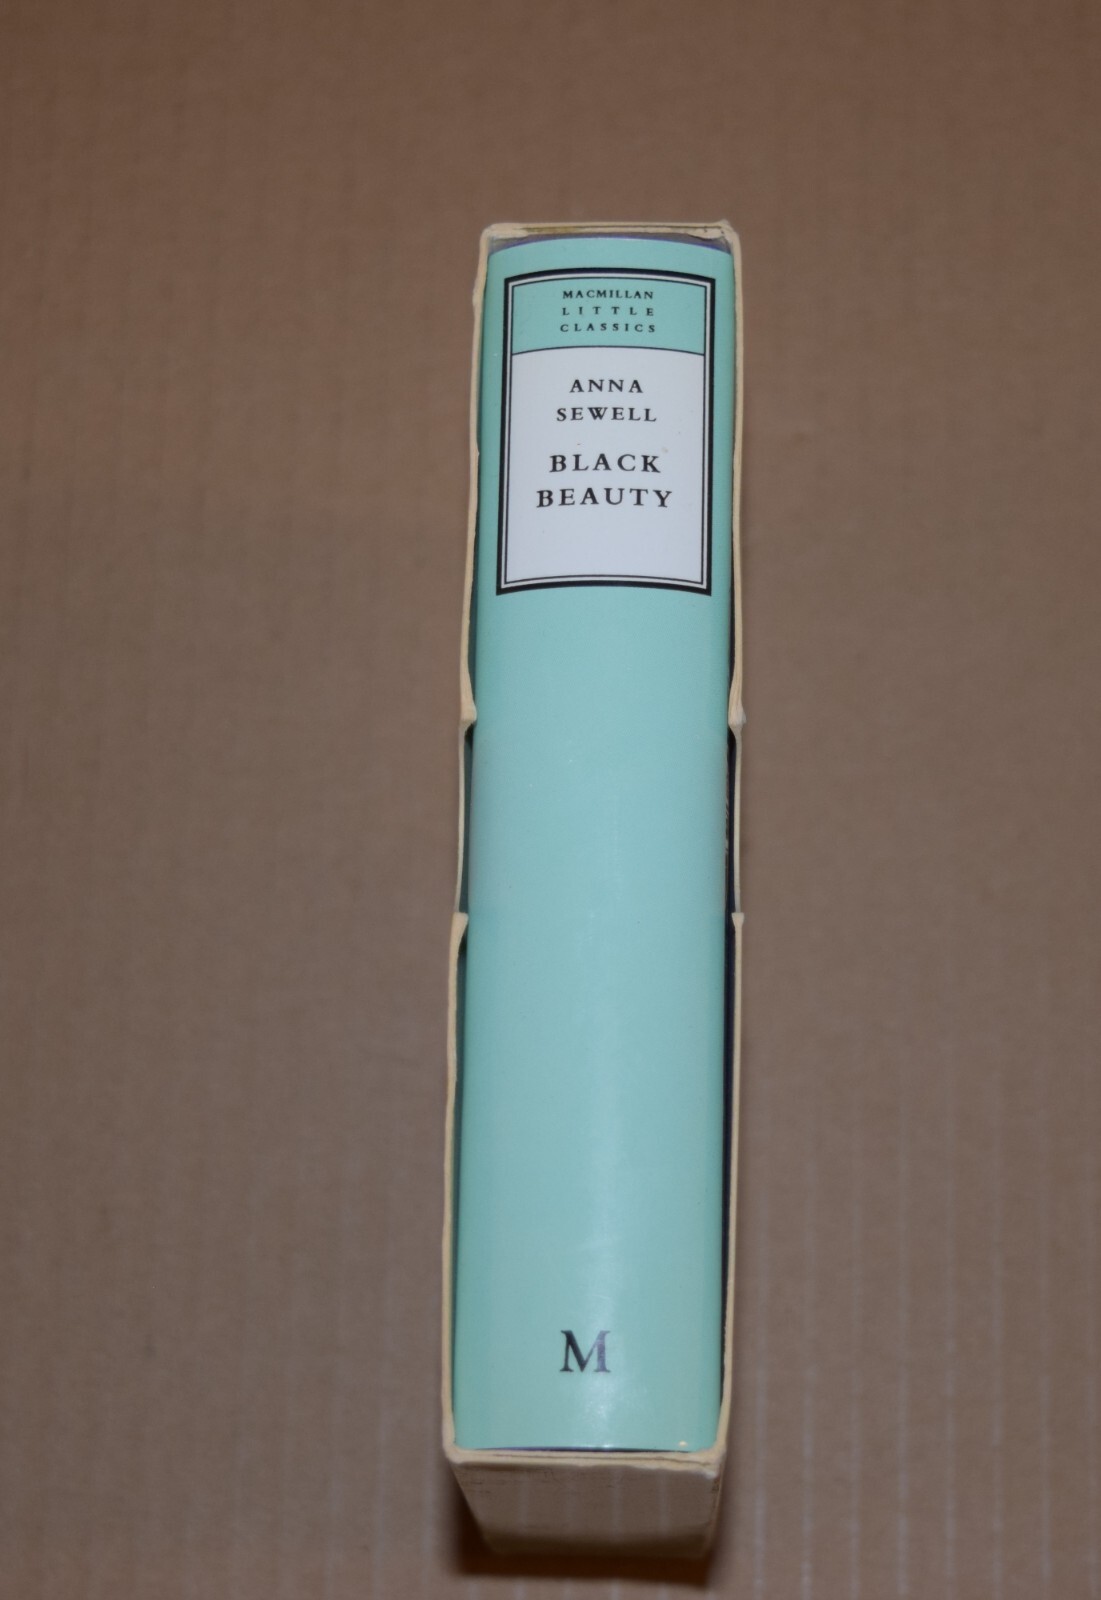 MACMILLAN
LITTLE
CLASSICS
ANNA
SEWELL
BLACK
BEAUTY
M